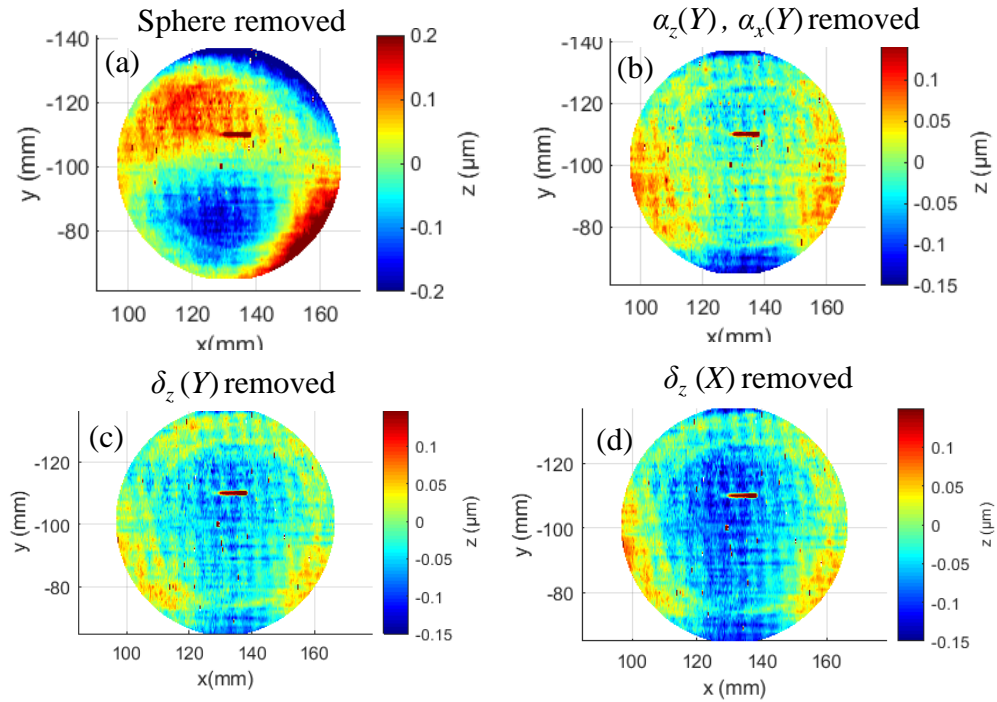 Sphere removed
(a)
-140
-120
-100
-80
y (mm)
100 120 140 160
x(mm)
0.2
0.1
0
-0.1
-0.2
z (µm)
α_z(Y) , α_x(Y) removed
(b)
-140
-120
-100
-80
y (mm)
100 120 140 160
x(mm)
0.1
0.05
0
-0.05
-0.1
-0.15
z (µm)
δ_z (Y) removed
(c)
-120
-100
-80
y (mm)
100 120 140 160
x(mm)
0.1
0.05
0
-0.05
-0.1
-0.15
z (µm)
δ_z (X) removed
(d)
-120
-100
-80
y (mm)
100 120 140 160
x (mm)
0.1
0.05
0
-0.05
-0.1
-0.15
z (µm)